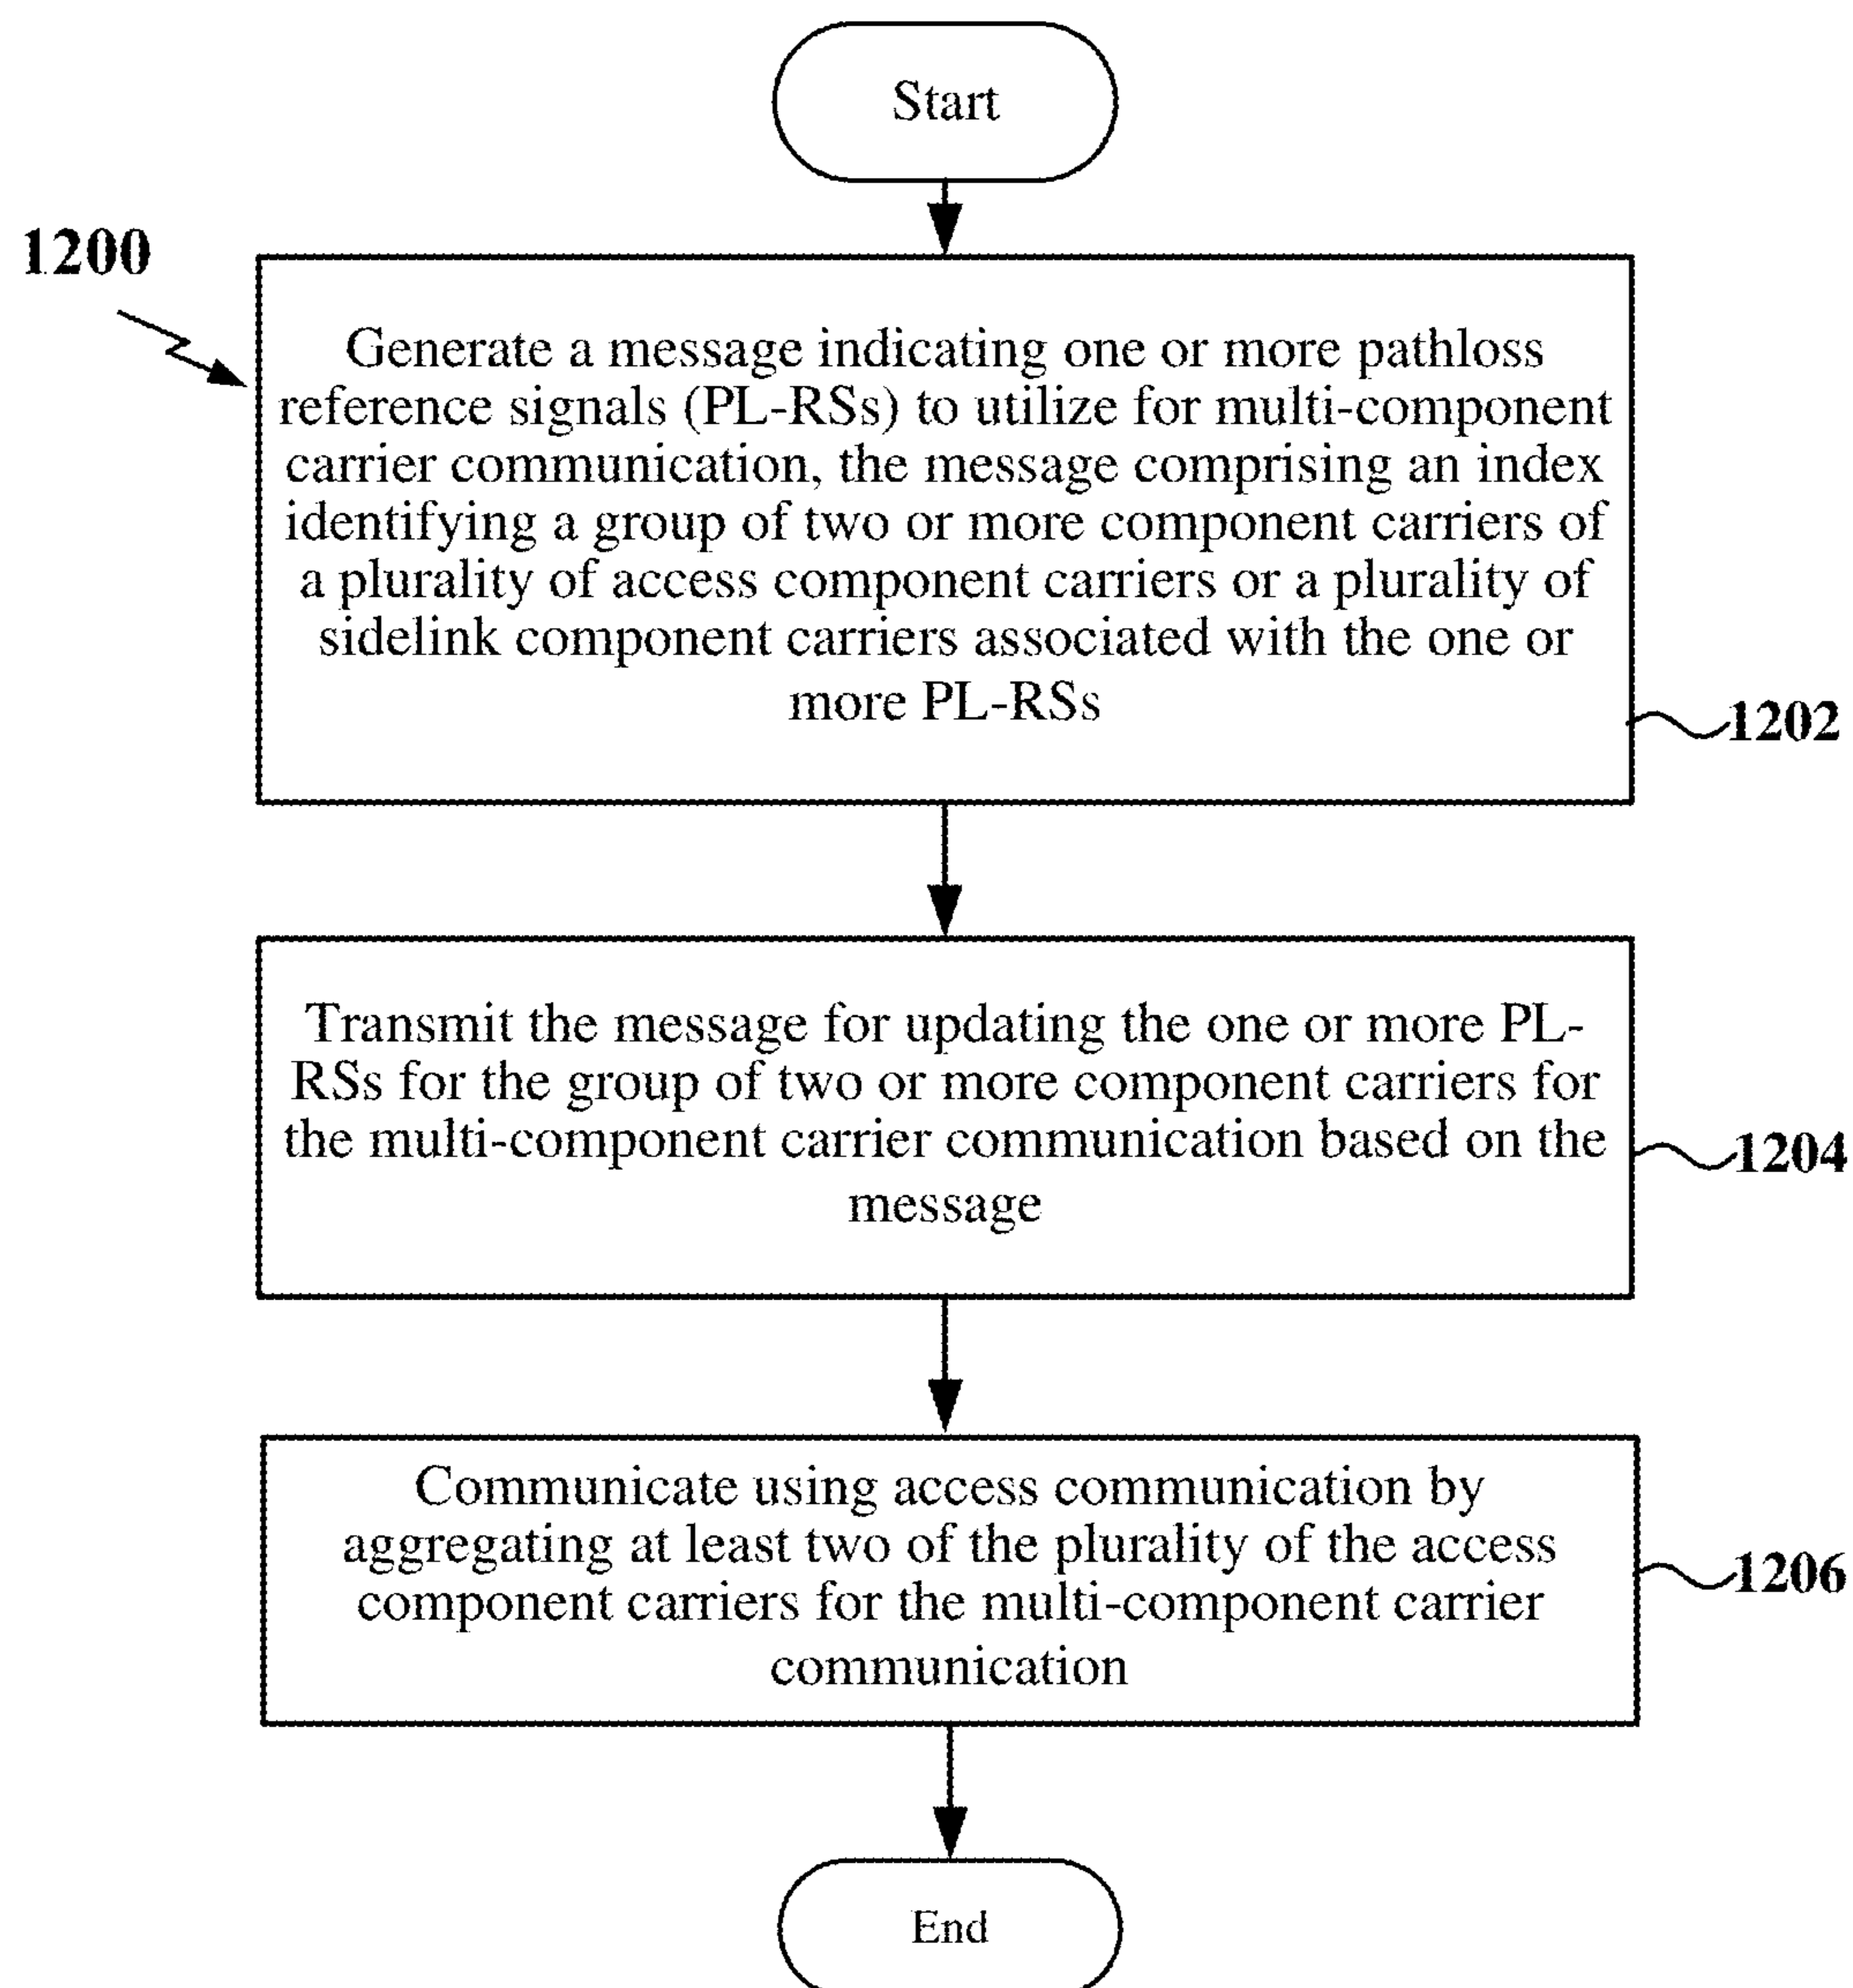 Start
1200
Generate a message indicating one or more pathloss
reference signals (PL-RSs) to utilize for multi-component
carrier communication, the message comprising an index
identifying a group of two or more component carriers of
a plurality of access component carriers or a plurality of
sidelink component carriers associated with the one or
more PL-RSs
1202
Transmit the message for updating the one or more PL-
RSs for the group of two or more component carriers for
the multi-component carrier communication based on the
message
1204
Communicate using access communication by
aggregating at least two of the plurality of the access
component carriers for the multi-component carrier
communication
1206
End